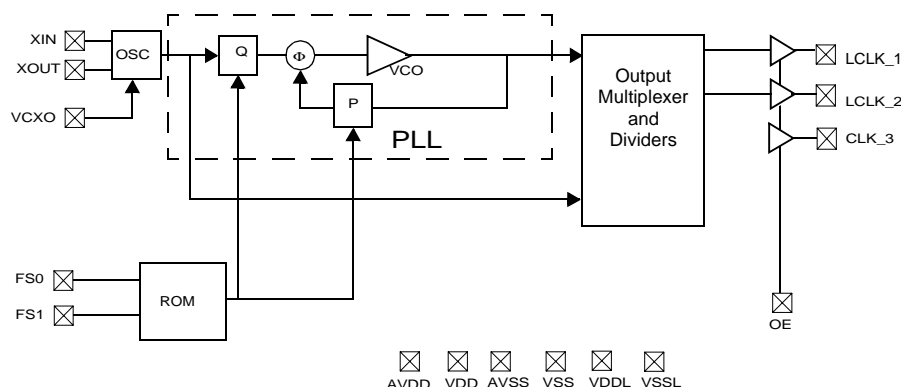 XIN
OSC
Q
Φ
VCO
XOUT
VCXO
P
PLL
Output
Multiplexer
and
Dividers
LCLK_1
LCLK_2
CLK_3
FS0
FS1
ROM
OE
AVDD VDD AVSS VSS VDDL VSSL